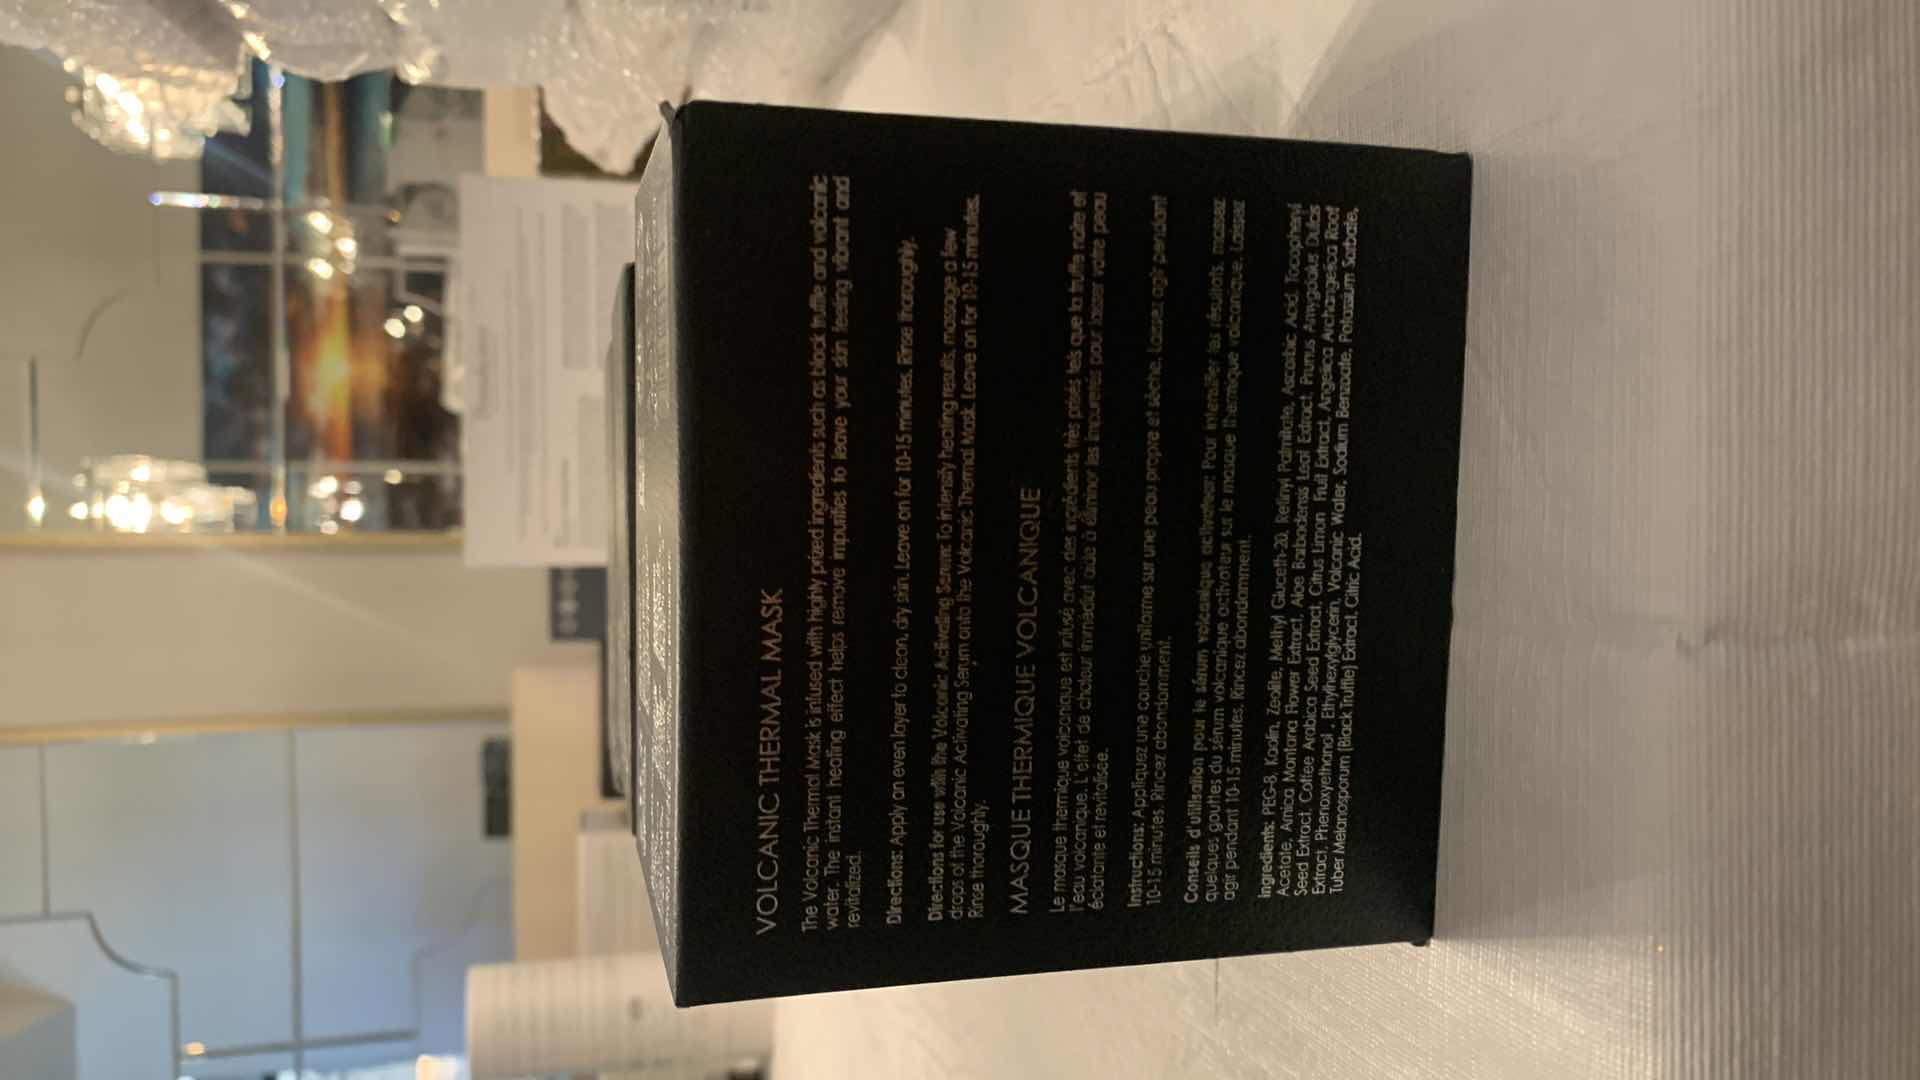 VOLCANIC THERMAL MASK
The Volcanic Thermal Mask is infused with highly prized ingredients such as black truffle and volcanic
water. The instant heating effect helps remove impurities to leave your skin feeling vibrant and
revitalized.
Directions: Apply an even layer to clean, dry skin. Leave on for 10-15 minutes. Rinse thoroughly.
Directions for use with the Volcanic Activating Serum: To intensify heating results, massage a few
drops of the Volcanic Activating Serum onto the Volcanic Thermal Mask. Leave on for 10-15 minutes.
Rinse thoroughly.
MASQUE THERMIQUE VOLCANIQUE
Le masque thermique volcanique est infusé avec des ingrédients très prisés tels que la truffe noire et
l'eau volcanique. L'effet de chaleur immédiat aide à éliminer les impuretés pour laisser votre peau
éclatante et revitalisée.
Instructions: Appliquez une couche uniforme sur une peau propre et sèche. Laissez agir pendant
10-15 minutes. Rincez abondamment.
Conseils d'utilisation pour le sérum volcanique activateur: Pour intensifier les résultats, massez
quelques gouttes du sérum volcanique activateur sur le masque thermique volcanique. Laissez
agir pendant 10-15 minutes. Rincez abondamment.
Ingredients: PEG-8, Kaolin, Zeolite, Methyl Gluceth-20, Retinyl Palmitate, Ascorbic Acid, Tocopheryl
Acetate, Arnica Montana Flower Extract, Aloe Barbadensis Leaf Extract, Prunus Amygdalus Dulcis
Seed Extract, Coffee Arabica Seed Extract, Citrus Limon Fruit Extract, Angelica Archangelica Root
Extract, Phenoxyethanol , Ethylhexylglycerin, Volcanic Water, Sodium Benzoate, Potassium Sorbate,
Tuber Melanosporum (Black Truffle) Extract, Citric Acid.